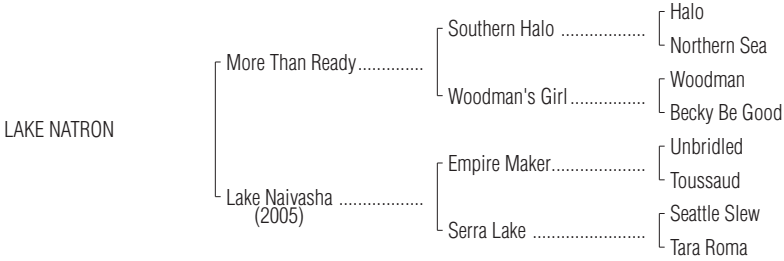 Halo
Southern Halo ...................
Northern Sea
More Than Ready..............
Woodman
Woodman's Girl.................
Becky Be Good
LAKE NATRON
Unbridled
Empire Maker.....................
Toussaud
Lake Naivasha ..................
(2005)
Seattle Slew
Serra Lake .........................
Tara Roma